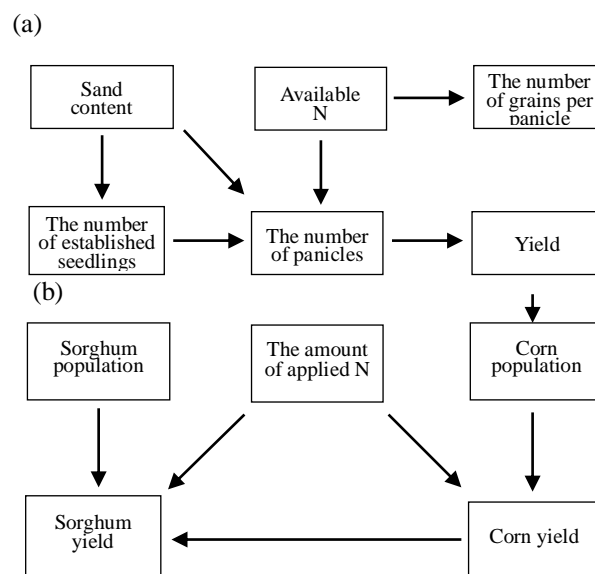 (a)
Sand
content
Available
N
The number
of grains per
panicle
The number
of established
seedlings
The number
of panicles
Yield
(b)
Sorghum
population
The amount
of applied N
Corn
population
Sorghum
yield
Corn yield